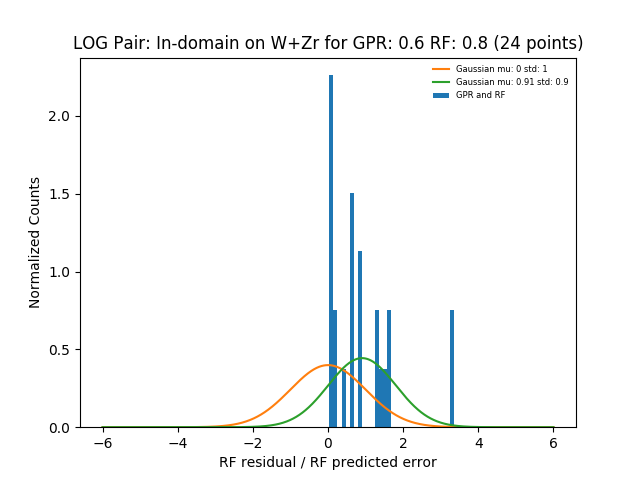 LOG Pair: In-domain on W+Zr for GPR: 0.6 RF: 0.8 (24 points)
Gaussian mu: 0 std: 1
Gaussian mu: 0.91 std: 0.9
GPR and RF
Normalized Counts
2.0
1.5
1.0
0.5
0.0
−6
−4
−2
0
2
4
6
RF residual / RF predicted error